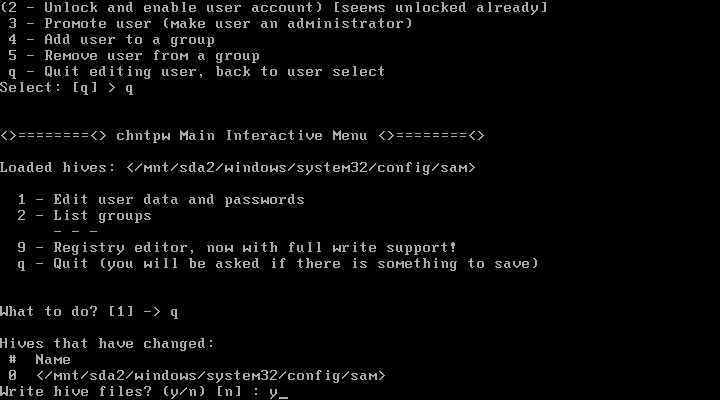 (2 - Unlock and enable user account) [seems unlocked already]
3 - Promote user (make user an administrator)
4 - Add user to a group
5 - Remove user from a group
q - Quit editing user, back to user select
Select: [q] > q
<>========<> chntpw Main Interactive Menu <>========<>
Loaded hives: </mnt/sda2/windows/system32/config/sam>
1 - Edit user data and passwords
2 - List groups
- - -
9 - Registry editor, now with full write support!
q - Quit (you will be asked if there is something to save)
What to do? [1] -> q
Hives that have changed:
# Name
0 </mnt/sda2/windows/system32/config/sam>
Write hive files? (y/n) [n] : y_